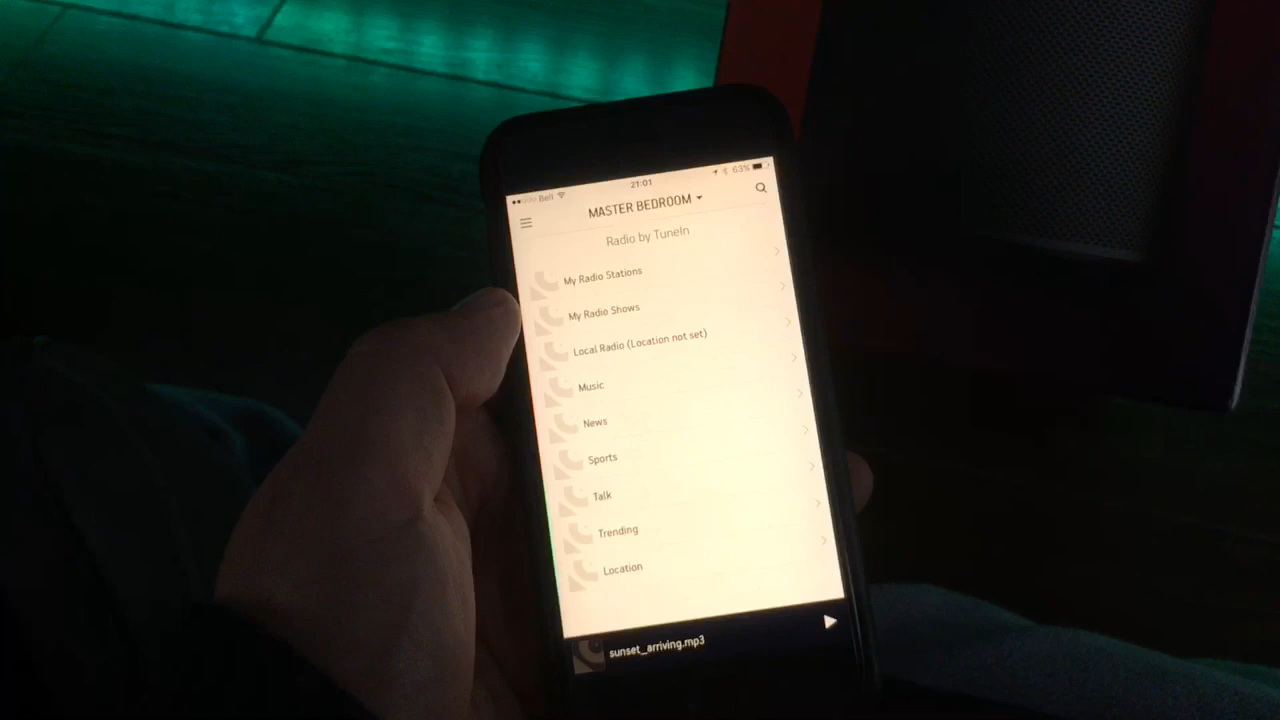 Bell 21:01 63%
MASTER BEDROOM
Radio by TuneIn
My Radio Stations
My Radio Shows
Local Radio (Location not set)
Music
News
Sports
Talk
Trending
Location
sunset_arriving.mp3